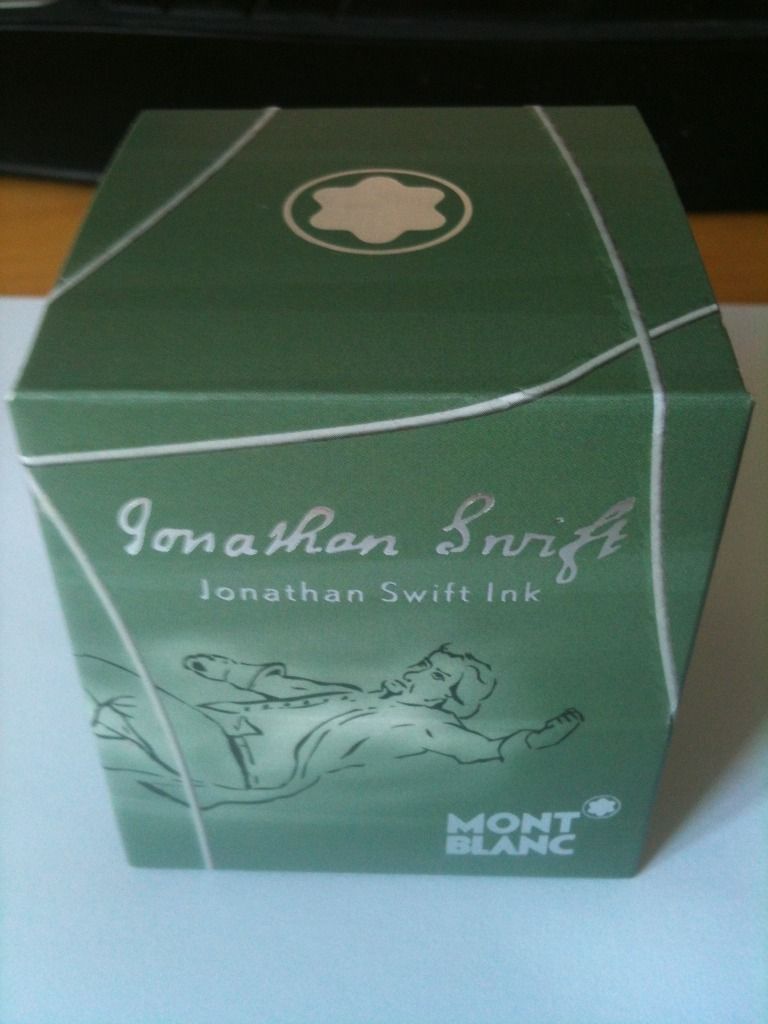 Jonathan Swift
Jonathan Swift Ink
MONT
BLANC